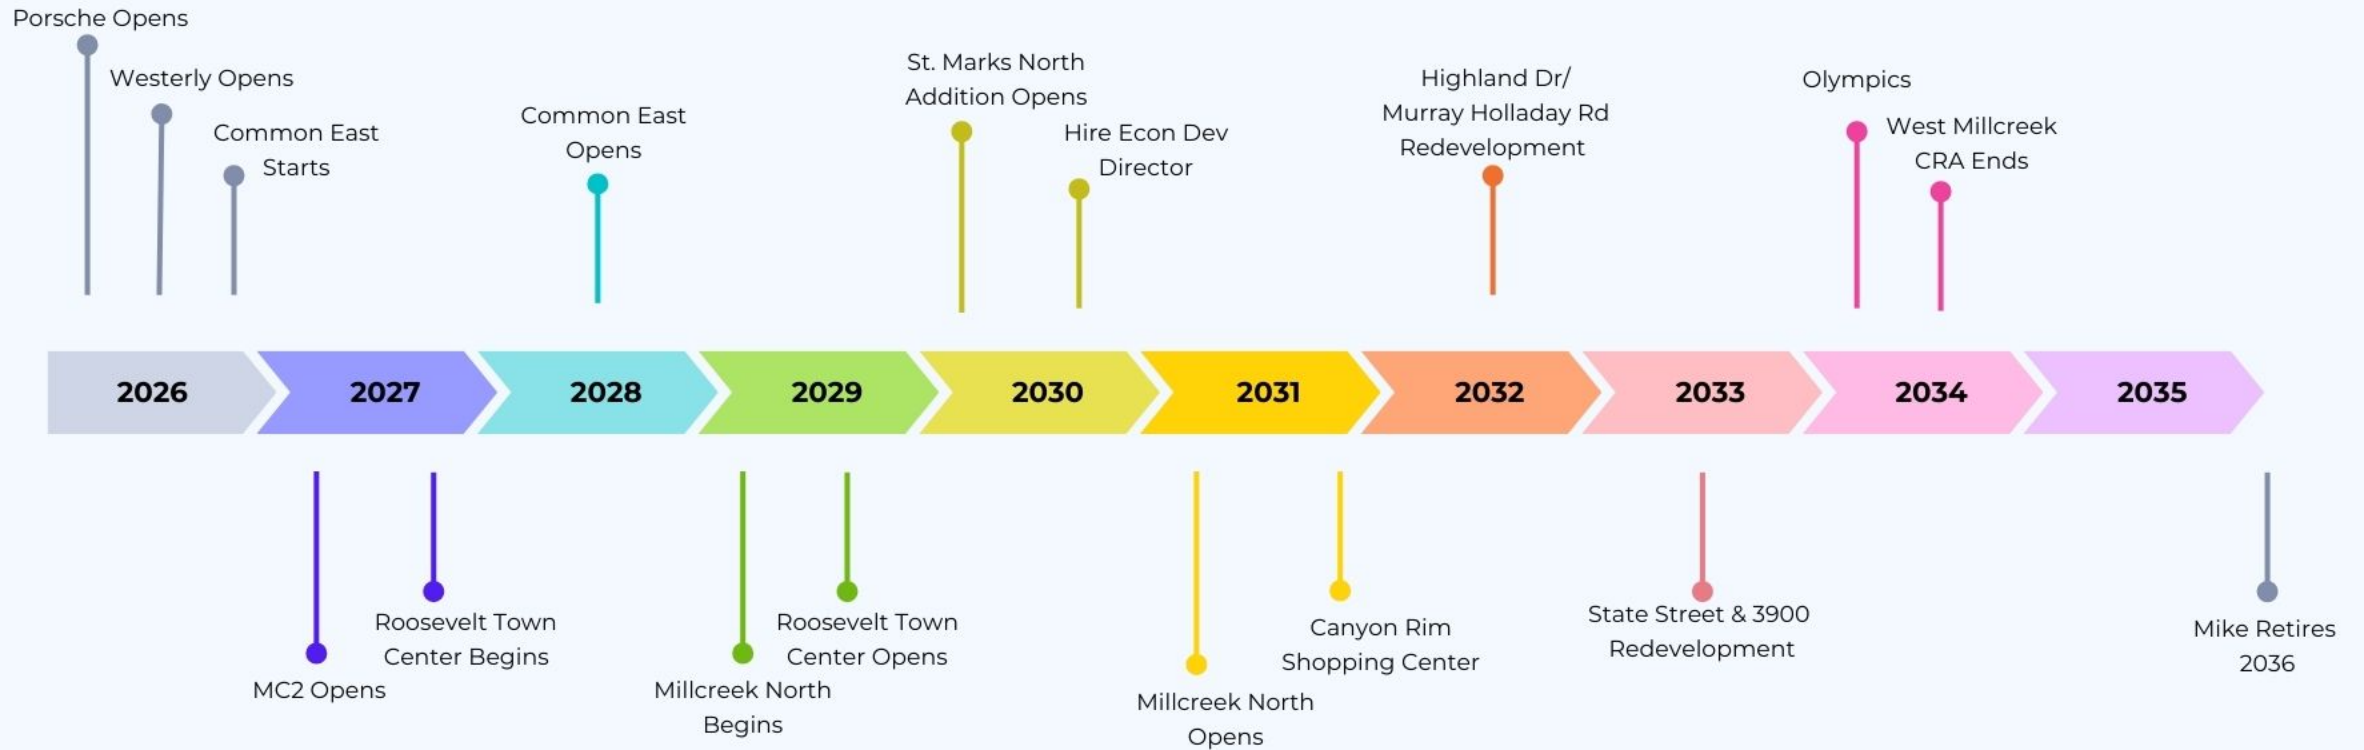 Porsche Opens
Westerly Opens
Common East
Starts
Common East
Opens
St. Marks North
Addition Opens
Hire Econ Dev
Director
Highland Dr/
Murray Holladay Rd
Redevelopment
Olympics
West Millcreek
CRA Ends
2026
2027
2028
2029
2030
2031
2032
2033
2034
2035
MC2 Opens
Roosevelt Town
Center Begins
Millcreek North
Begins
Roosevelt Town
Center Opens
Millcreek North
Opens
Canyon Rim
Shopping Center
State Street & 3900
Redevelopment
Mike Retires
2036